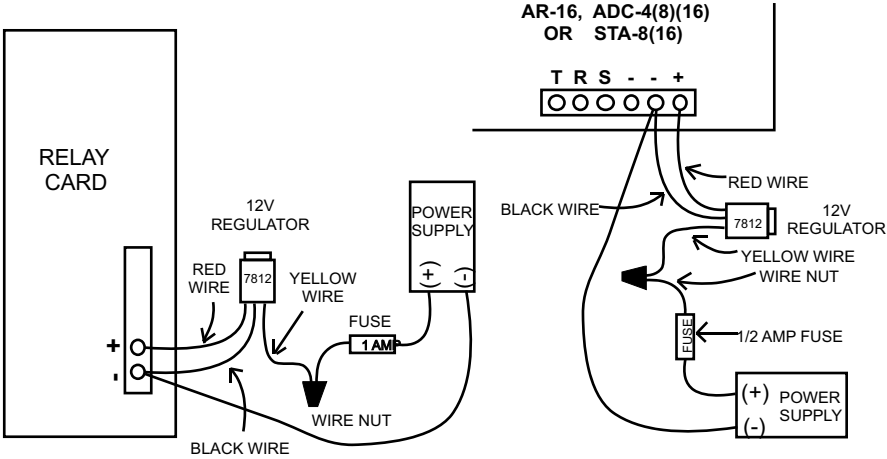 AR-16, ADC-4(8)(16)
OR STA-8(16)
T R S - - +
RELAY
CARD
12V
REGULATOR
7812
RED
WIRE
YELLOW
WIRE
POWER
SUPPLY
(+) (-)
FUSE
1 AMP
+
-
WIRE NUT
BLACK WIRE
RED WIRE
BLACK WIRE
7812
12V
REGULATOR
YELLOW WIRE
WIRE NUT
FUSE
1/2 AMP FUSE
(+)
POWER
SUPPLY
(-)